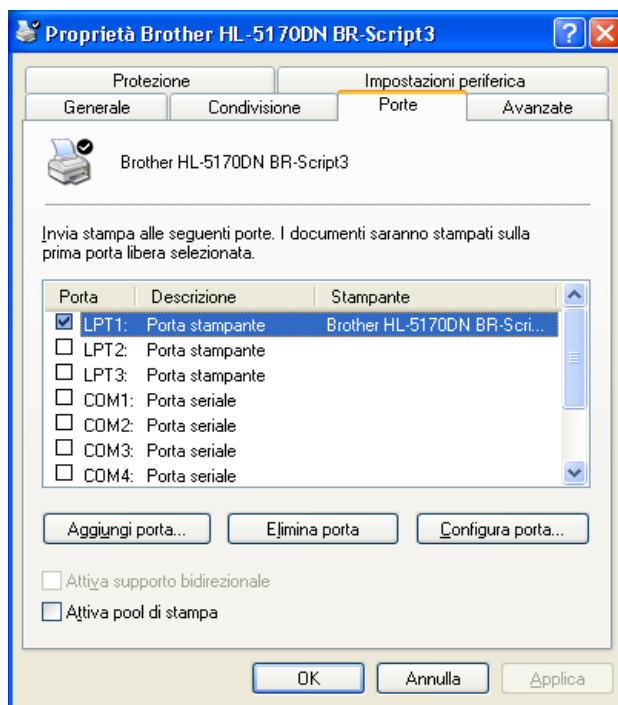 Proprietà Brother HL-5170DN BR-Script3
Protezione Impostazioni periferica
Generale Condivisione Porte Avanzate
Brother HL-5170DN BR-Script3
Invia stampa alle seguenti porte. I documenti saranno stampati sulla
prima porta libera selezionata.
Porta Descrizione Stampante
LPT1: Porta stampante Brother HL-5170DN BR-Scri...
LPT2: Porta stampante
LPT3: Porta stampante
COM1: Porta seriale
COM2: Porta seriale
COM3: Porta seriale
COM4: Porta seriale
Aggiungi porta... Elimina porta Configura porta...
Attiva supporto bidirezionale
Attiva pool di stampa
OK Annulla Applica